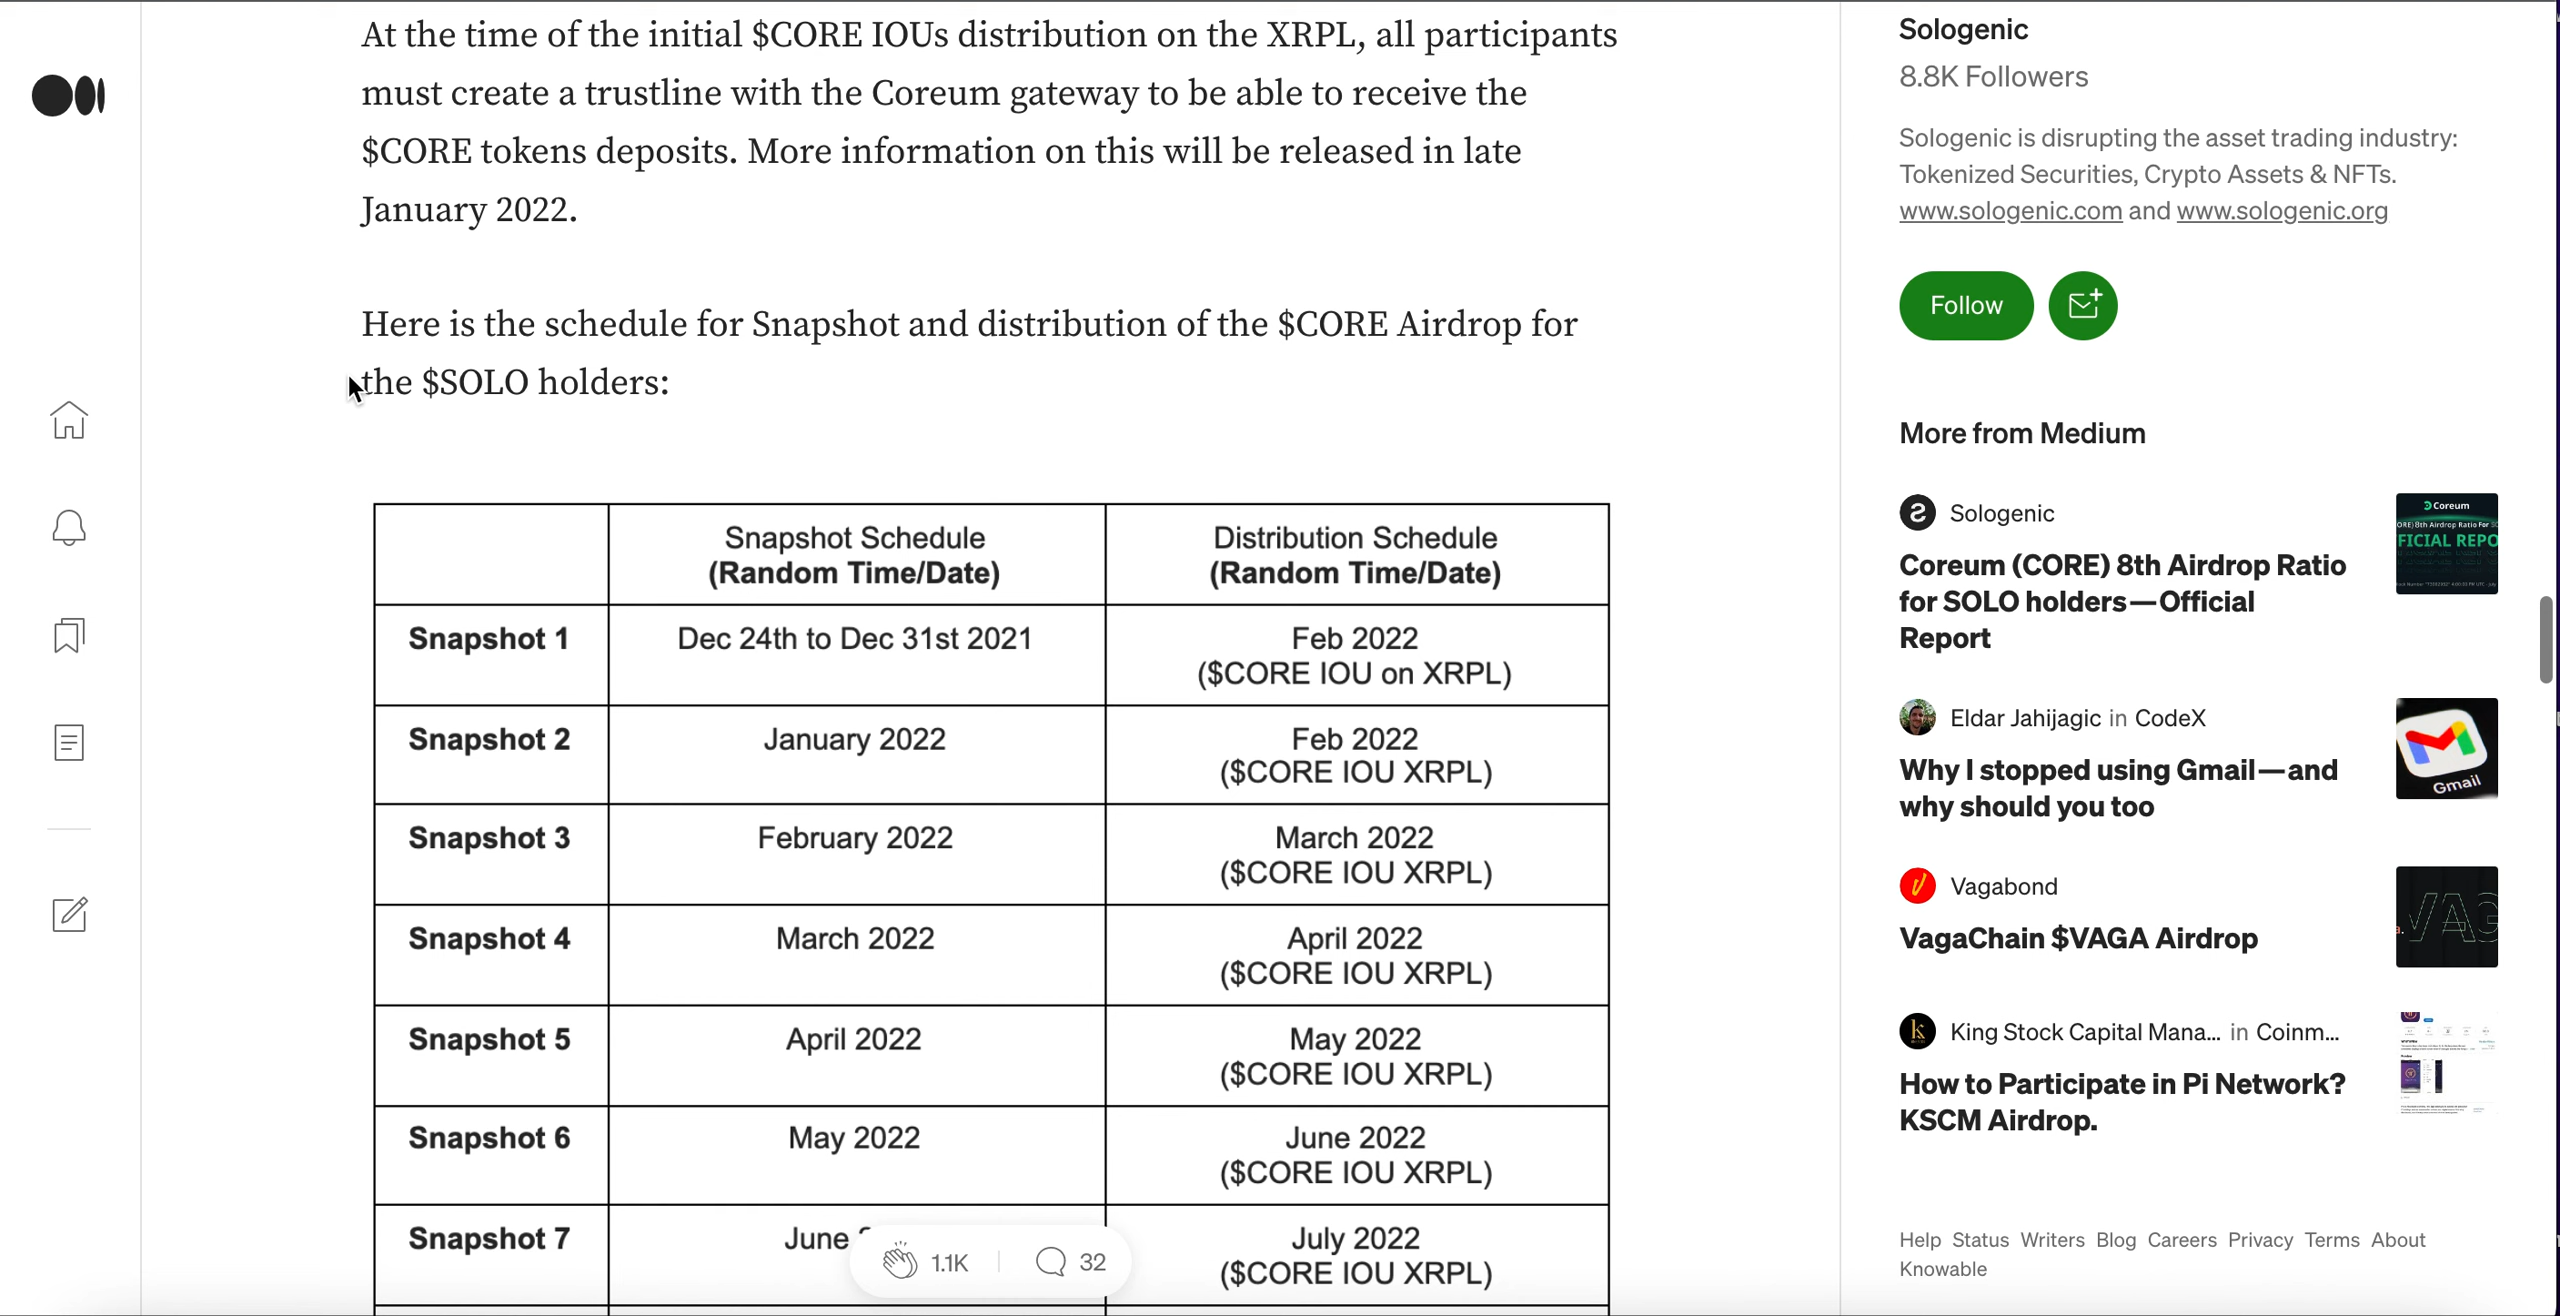 At the time of the initial $CORE IOUs distribution on the XRPL, all participants
must create a trustline with the Coreum gateway to be able to receive the
$CORE tokens deposits. More information on this will be released in late
January 2022.
Here is the schedule for Snapshot and distribution of the $CORE Airdrop for
the $SOLO holders:
Snapshot Schedule
(Random Time/Date)
Distribution Schedule
(Random Time/Date)
Snapshot 1
Dec 24th to Dec 31st 2021
Feb 2022
($CORE IOU on XRPL)
Snapshot 2
January 2022
Feb 2022
($CORE IOU XRPL)
Snapshot 3
February 2022
March 2022
($CORE IOU XRPL)
Snapshot 4
March 2022
April 2022
($CORE IOU XRPL)
Snapshot 5
April 2022
May 2022
($CORE IOU XRPL)
Snapshot 6
May 2022
June 2022
($CORE IOU XRPL)
Snapshot 7
June
July 2022
($CORE IOU XRPL)
1.1K
32
Sologenic
8.8K Followers
Sologenic is disrupting the asset trading industry:
Tokenized Securities, Crypto Assets & NFTs.
www.sologenic.com and www.sologenic.org
Follow
More from Medium
Sologenic
Coreum (CORE) 8th Airdrop Ratio
for SOLO holders — Official
Report
Coreum
ORE) 8th Airdrop Ratio For SO
FICIAL REPO
Eldar Jahijagic in CodeX
Why I stopped using Gmail — and
why should you too
Gmail
Vagabond
VagaChain $VAGA Airdrop
VAG
King Stock Capital Mana... in Coinm...
How to Participate in Pi Network?
KSCM Airdrop.
Help Status Writers Blog Careers Privacy Terms About
Knowable